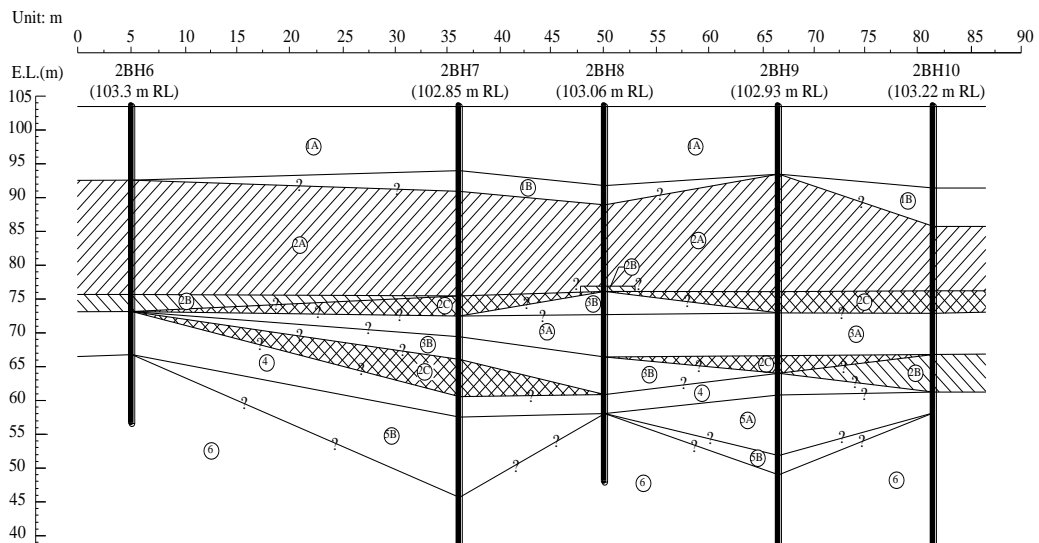 Unit: m
0 5 10 15 20 25 30 35 40 45 50 55 60 65 70 75 80 85 90
E.L.(m) 2BH6 2BH7 2BH8 2BH9 2BH10
(103.3 m RL) (102.85 m RL) (103.06 m RL) (102.93 m RL) (103.22 m RL)
105
100
1A 1A
95
? ? 1B ? 1B
90 ?
85
2A 2A
80
2B
? ?
75 2B ? 2C ? 3B ? 2C
? ? ?  ?
70 ? ? 3A 3A
? 3B
65 4 ? 2C 3B ? 2C ? 2B
? ? ?
60 ? ? 4 ?
55 ? 5B ? 5A ? ?
6 ? ? ?
50 ? 5B
6 6
45
40